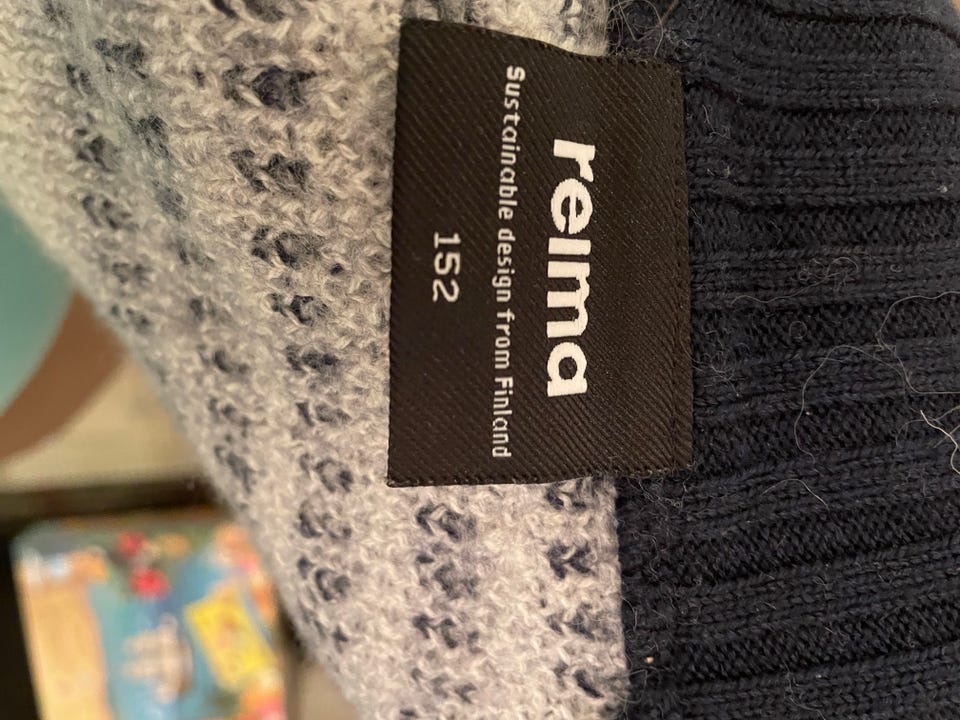 reima
Sustainable design from Finland
152